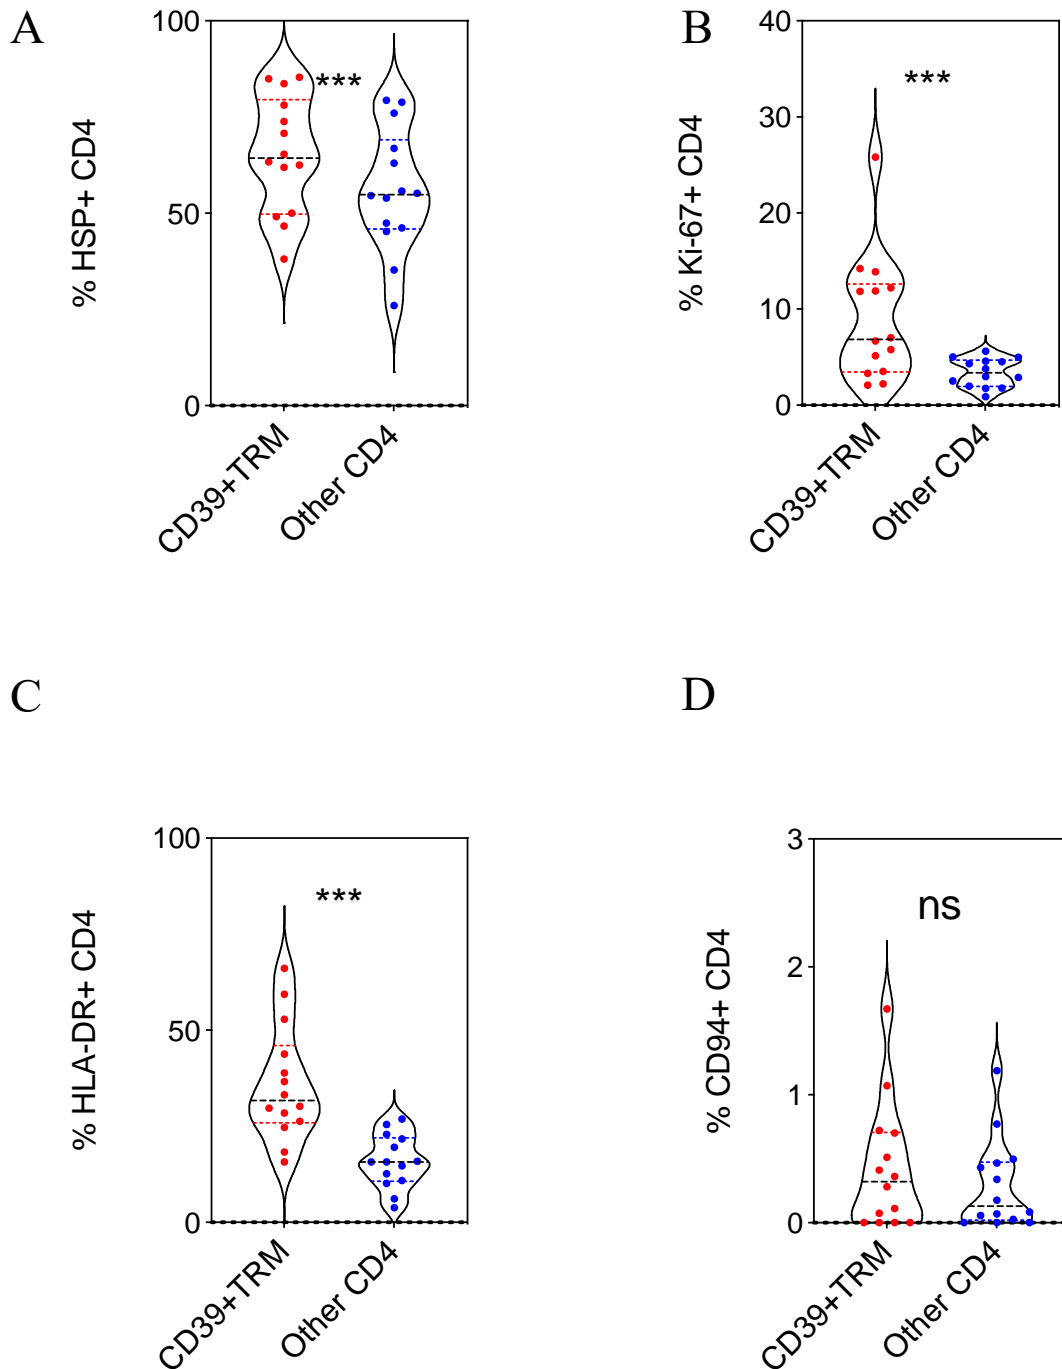 A
100
50
0
% HSP+ CD4
***
CD39+TRM
Other CD4
B
40
30
20
10
0
% Ki-67+ CD4
***
CD39+TRM
Other CD4
C
100
50
0
% HLA-DR+ CD4
***
CD39+TRM
Other CD4
D
3
2
1
0
% CD94+ CD4
ns
CD39+TRM
Other CD4